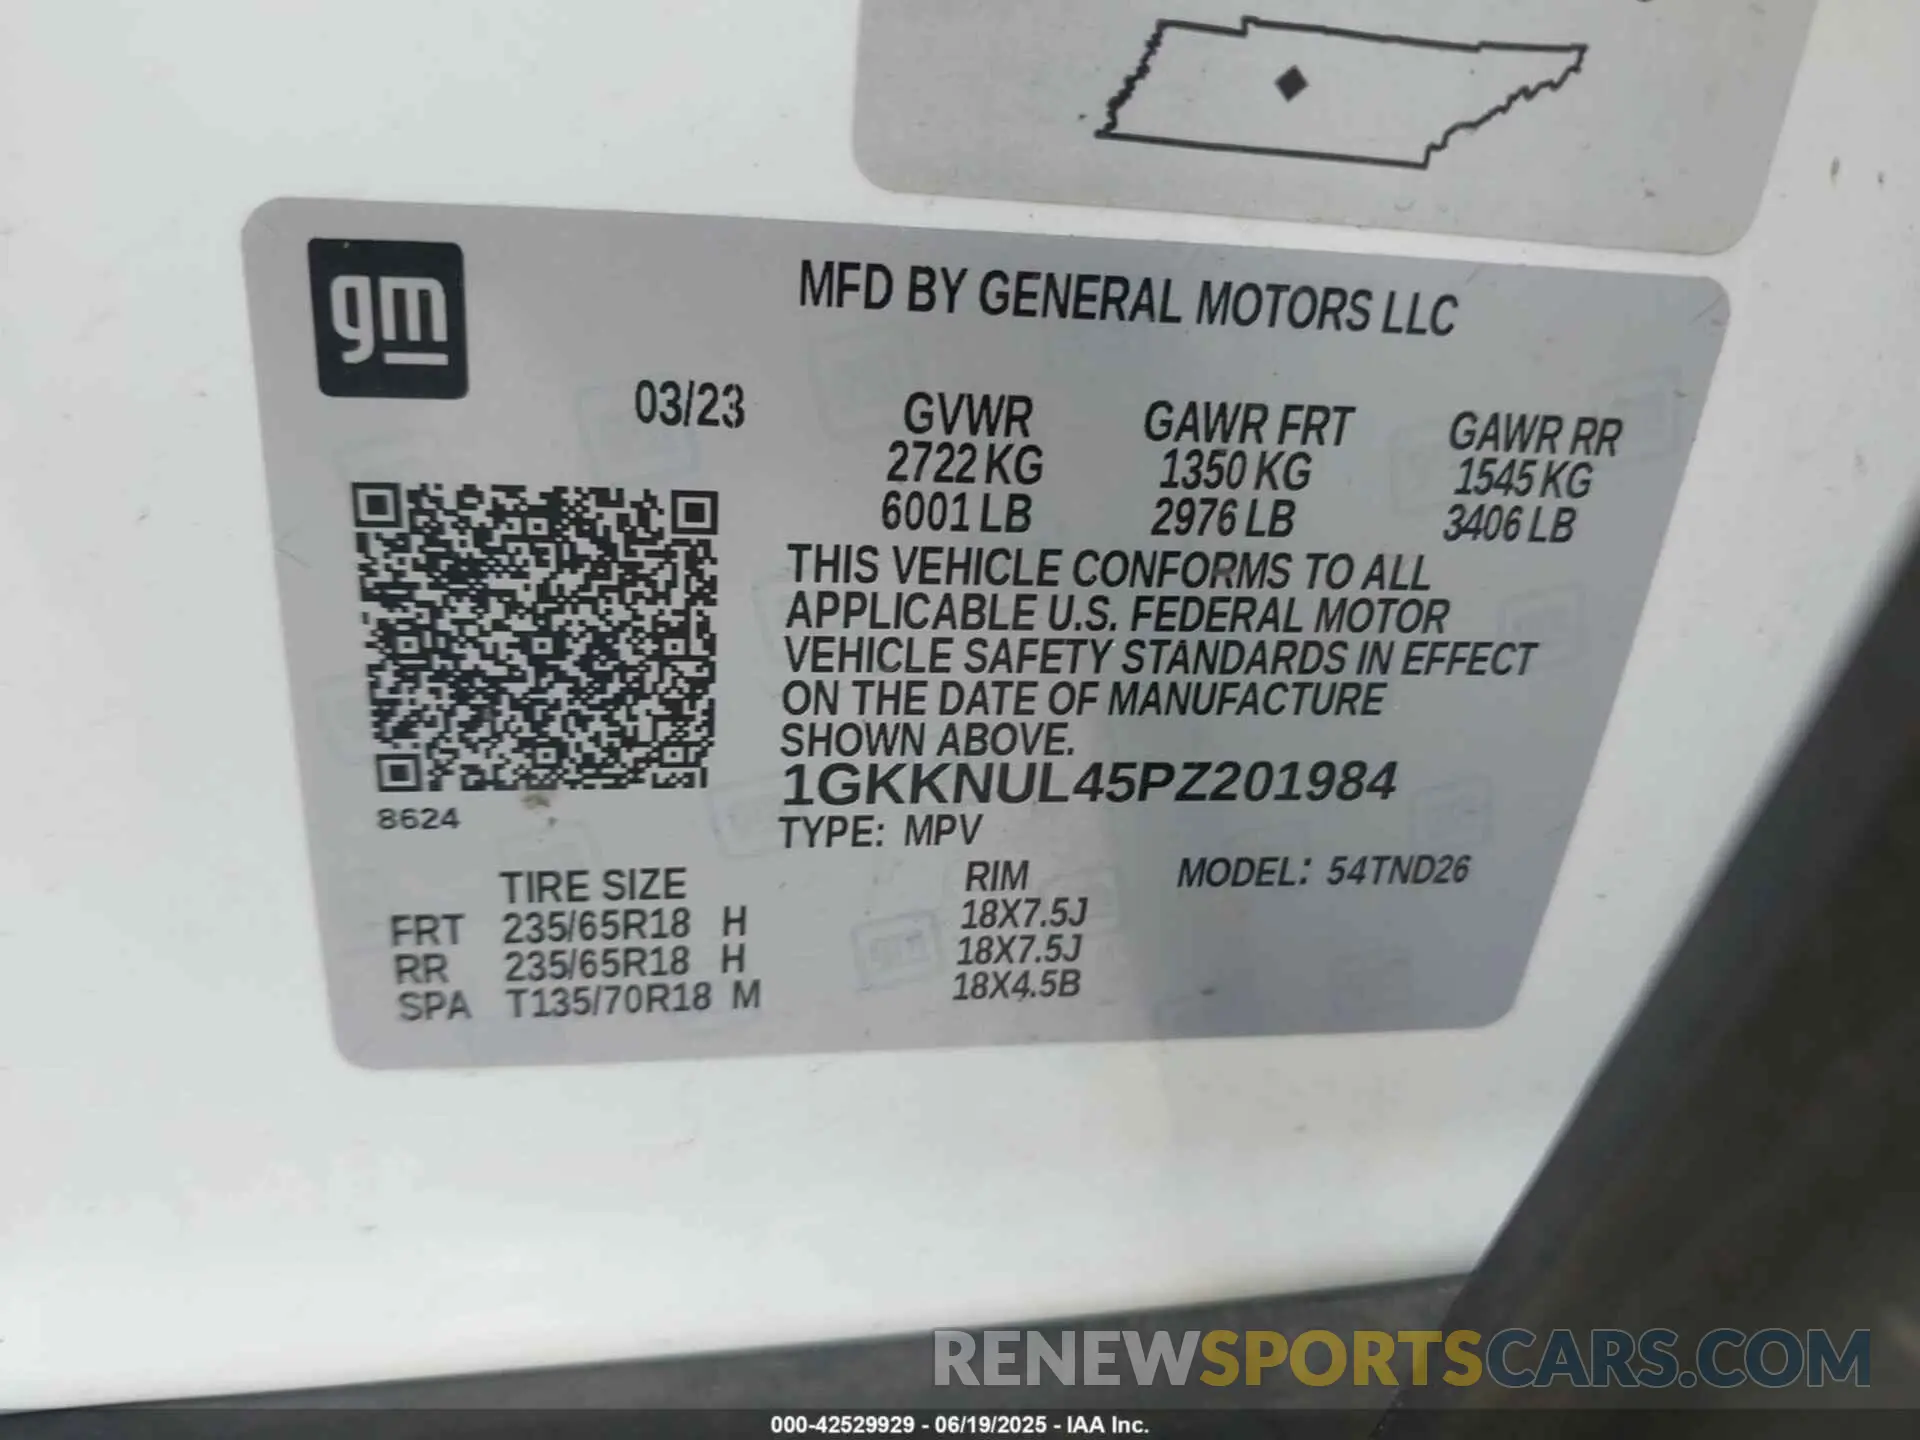 gm
MFD BY GENERAL MOTORS LLC
03/23
GVWR GAWR FRT GAWR RR
2722 KG 1350 KG 1545 KG
6001 LB 2976 LB 3406 LB
THIS VEHICLE CONFORMS TO ALL
APPLICABLE U.S. FEDERAL MOTOR
VEHICLE SAFETY STANDARDS IN EFFECT
ON THE DATE OF MANUFACTURE
SHOWN ABOVE.
1GKKNUL45PZ201984
8624
TYPE: MPV
TIRE SIZE RIM MODEL: 54TND26
FRT 235/65R18 H 18X7.5J
RR 235/65R18 H 18X7.5J
SPA T135/70R18 M 18X4.5B
RENEWSPORTSCARS.COM
000-42529929 - 06/19/2025 - IAA Inc.